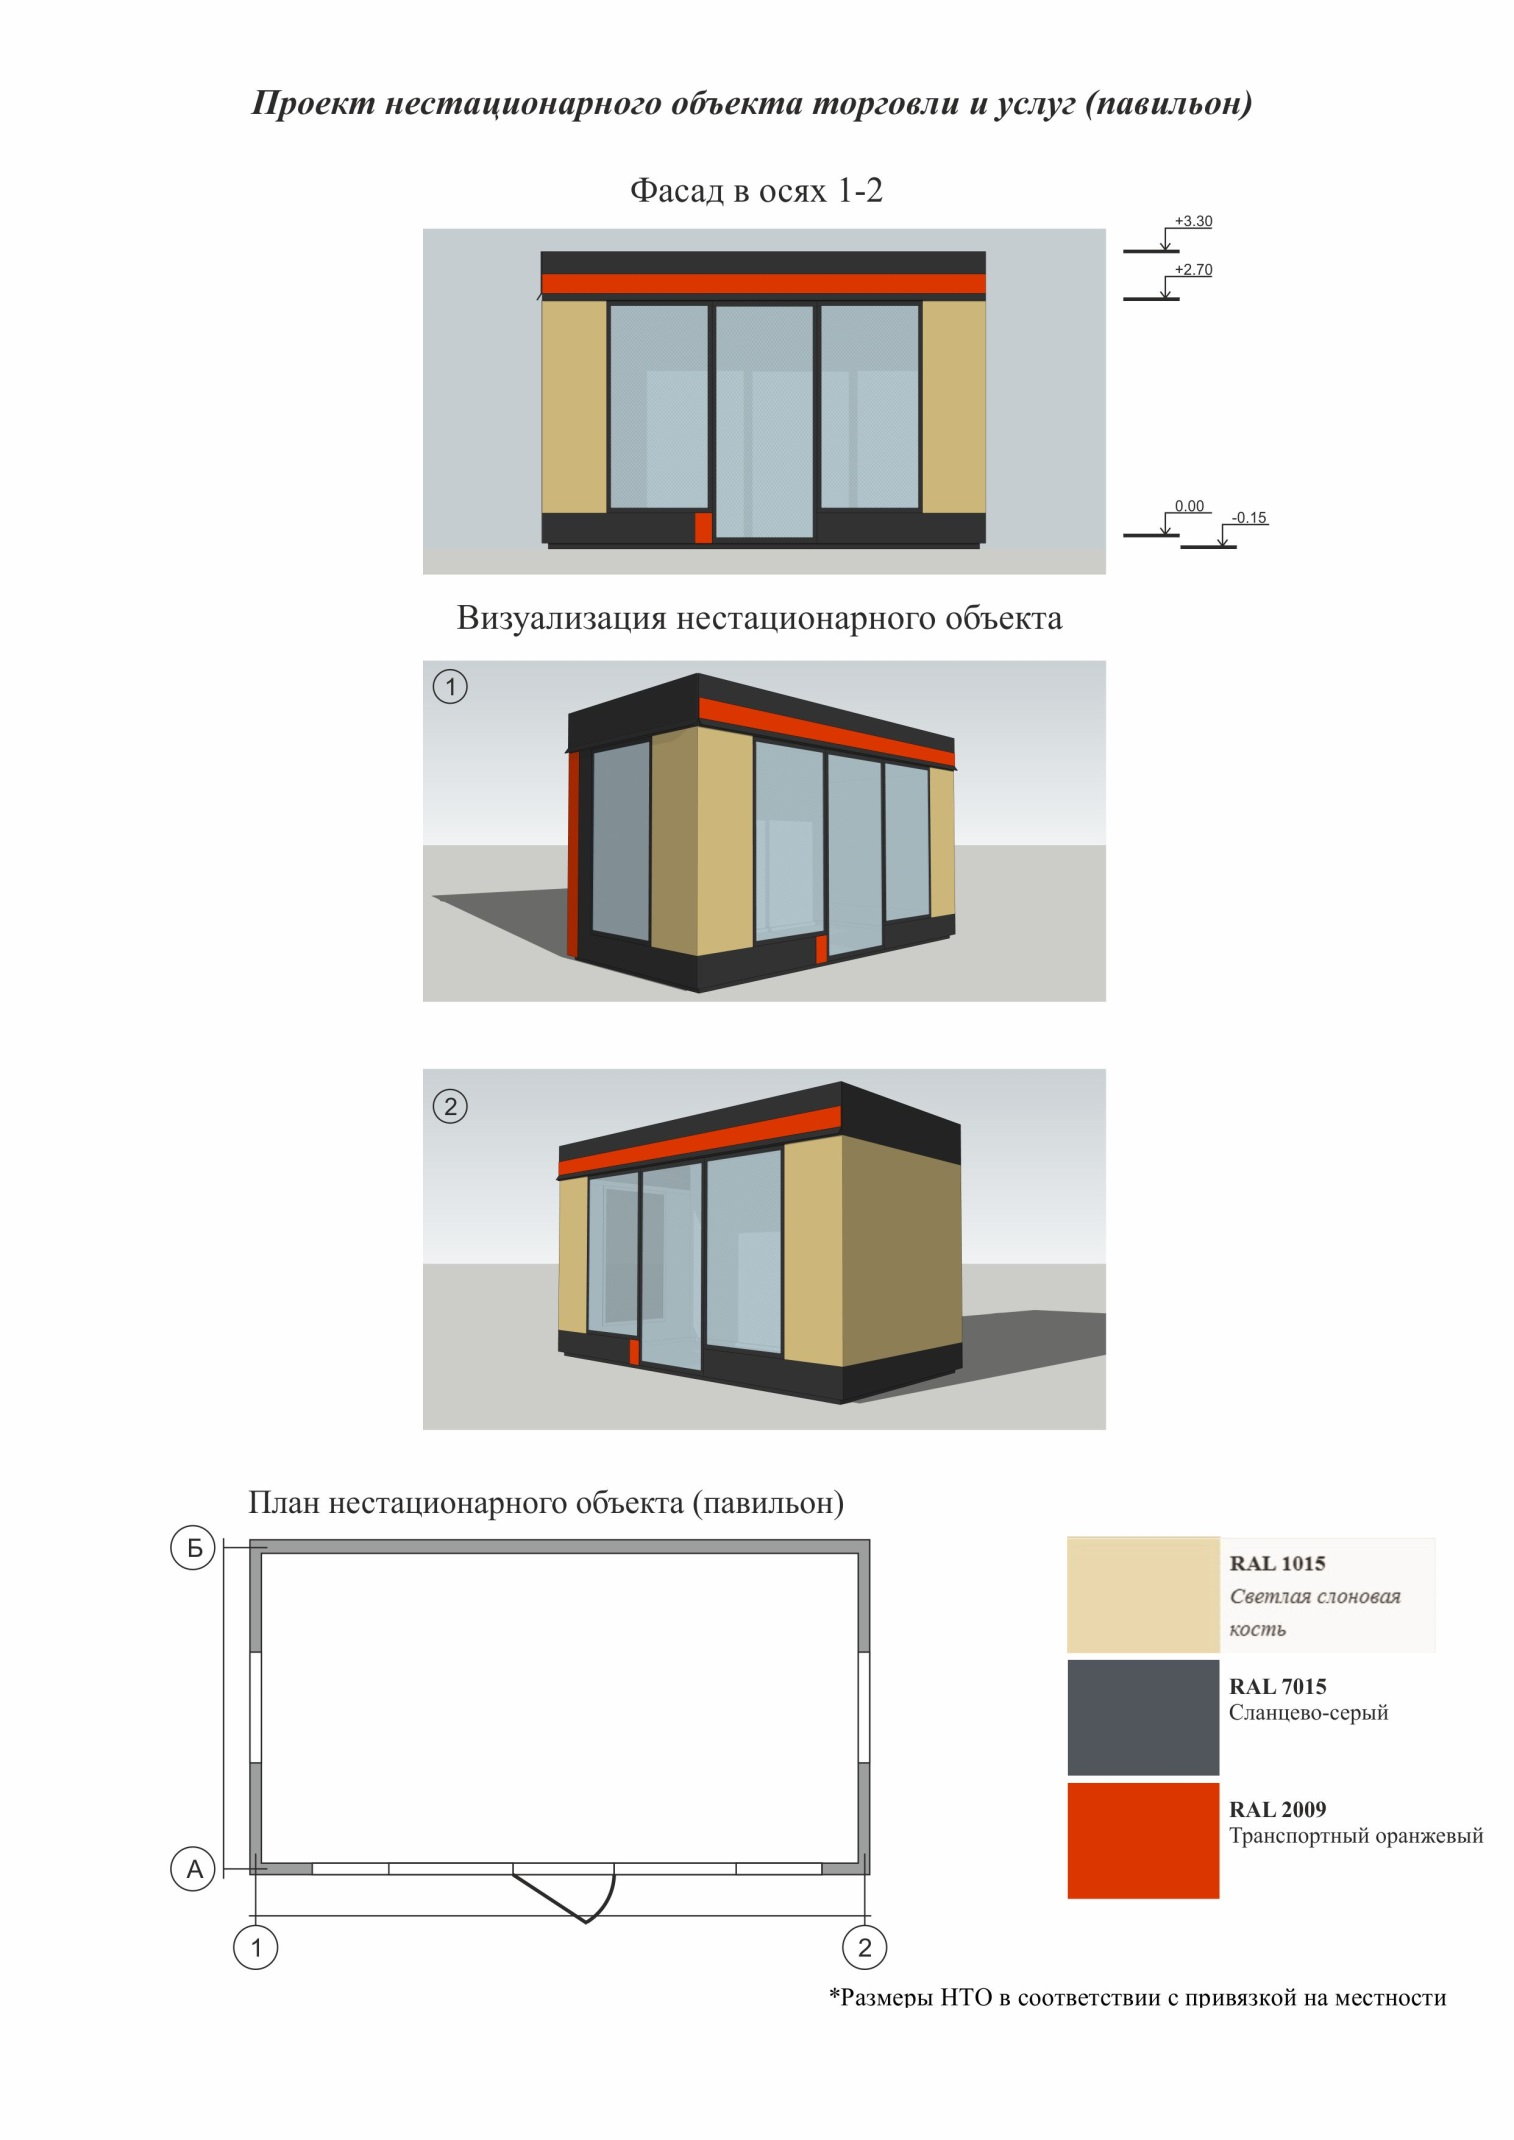 Проект нестационарного объекта торговли и услуг (павильон)
Фасад в осях 1-2
+3.30
+2.70
0.00
-0.15
Визуализация нестационарного объекта
1
2
План нестационарного объекта (павильон)
Б
А
1
2
RAL 1015
Светлая слоновая
кость
RAL 7015
Сланцево-серый
RAL 2009
Транспортный оранжевый
*Размеры НТО в соответствии с привязкой на местности